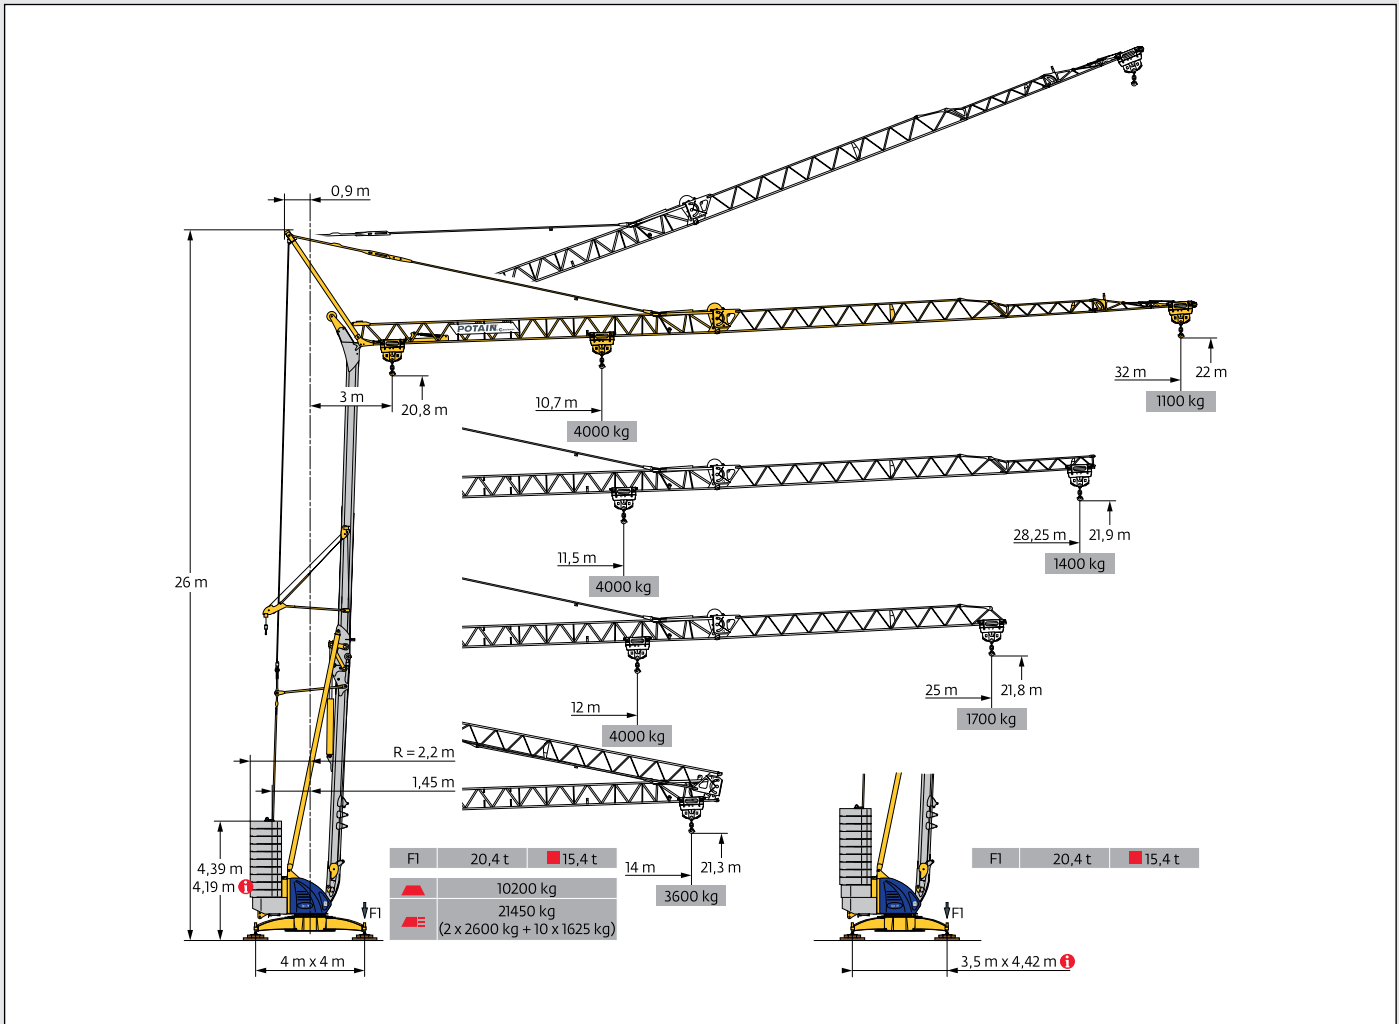 0,9 m
POTAIN
32 m
22 m
1100 kg
3 m
20,8 m
10,7 m
4000 kg
28,25 m
21,9 m
1400 kg
11,5 m
4000 kg
26 m
25 m
21,8 m
1700 kg
12 m
4000 kg
R = 2,2 m
1,45 m
4,39 m
4,19 m i
F1 20,4 t 15,4 t
10200 kg
21450 kg
(2 x 2600 kg + 10 x 1625 kg)
14 m
21,3 m
3600 kg
F1 20,4 t 15,4 t
F1
F1
4 m x 4 m
3,5 m x 4,42 m i